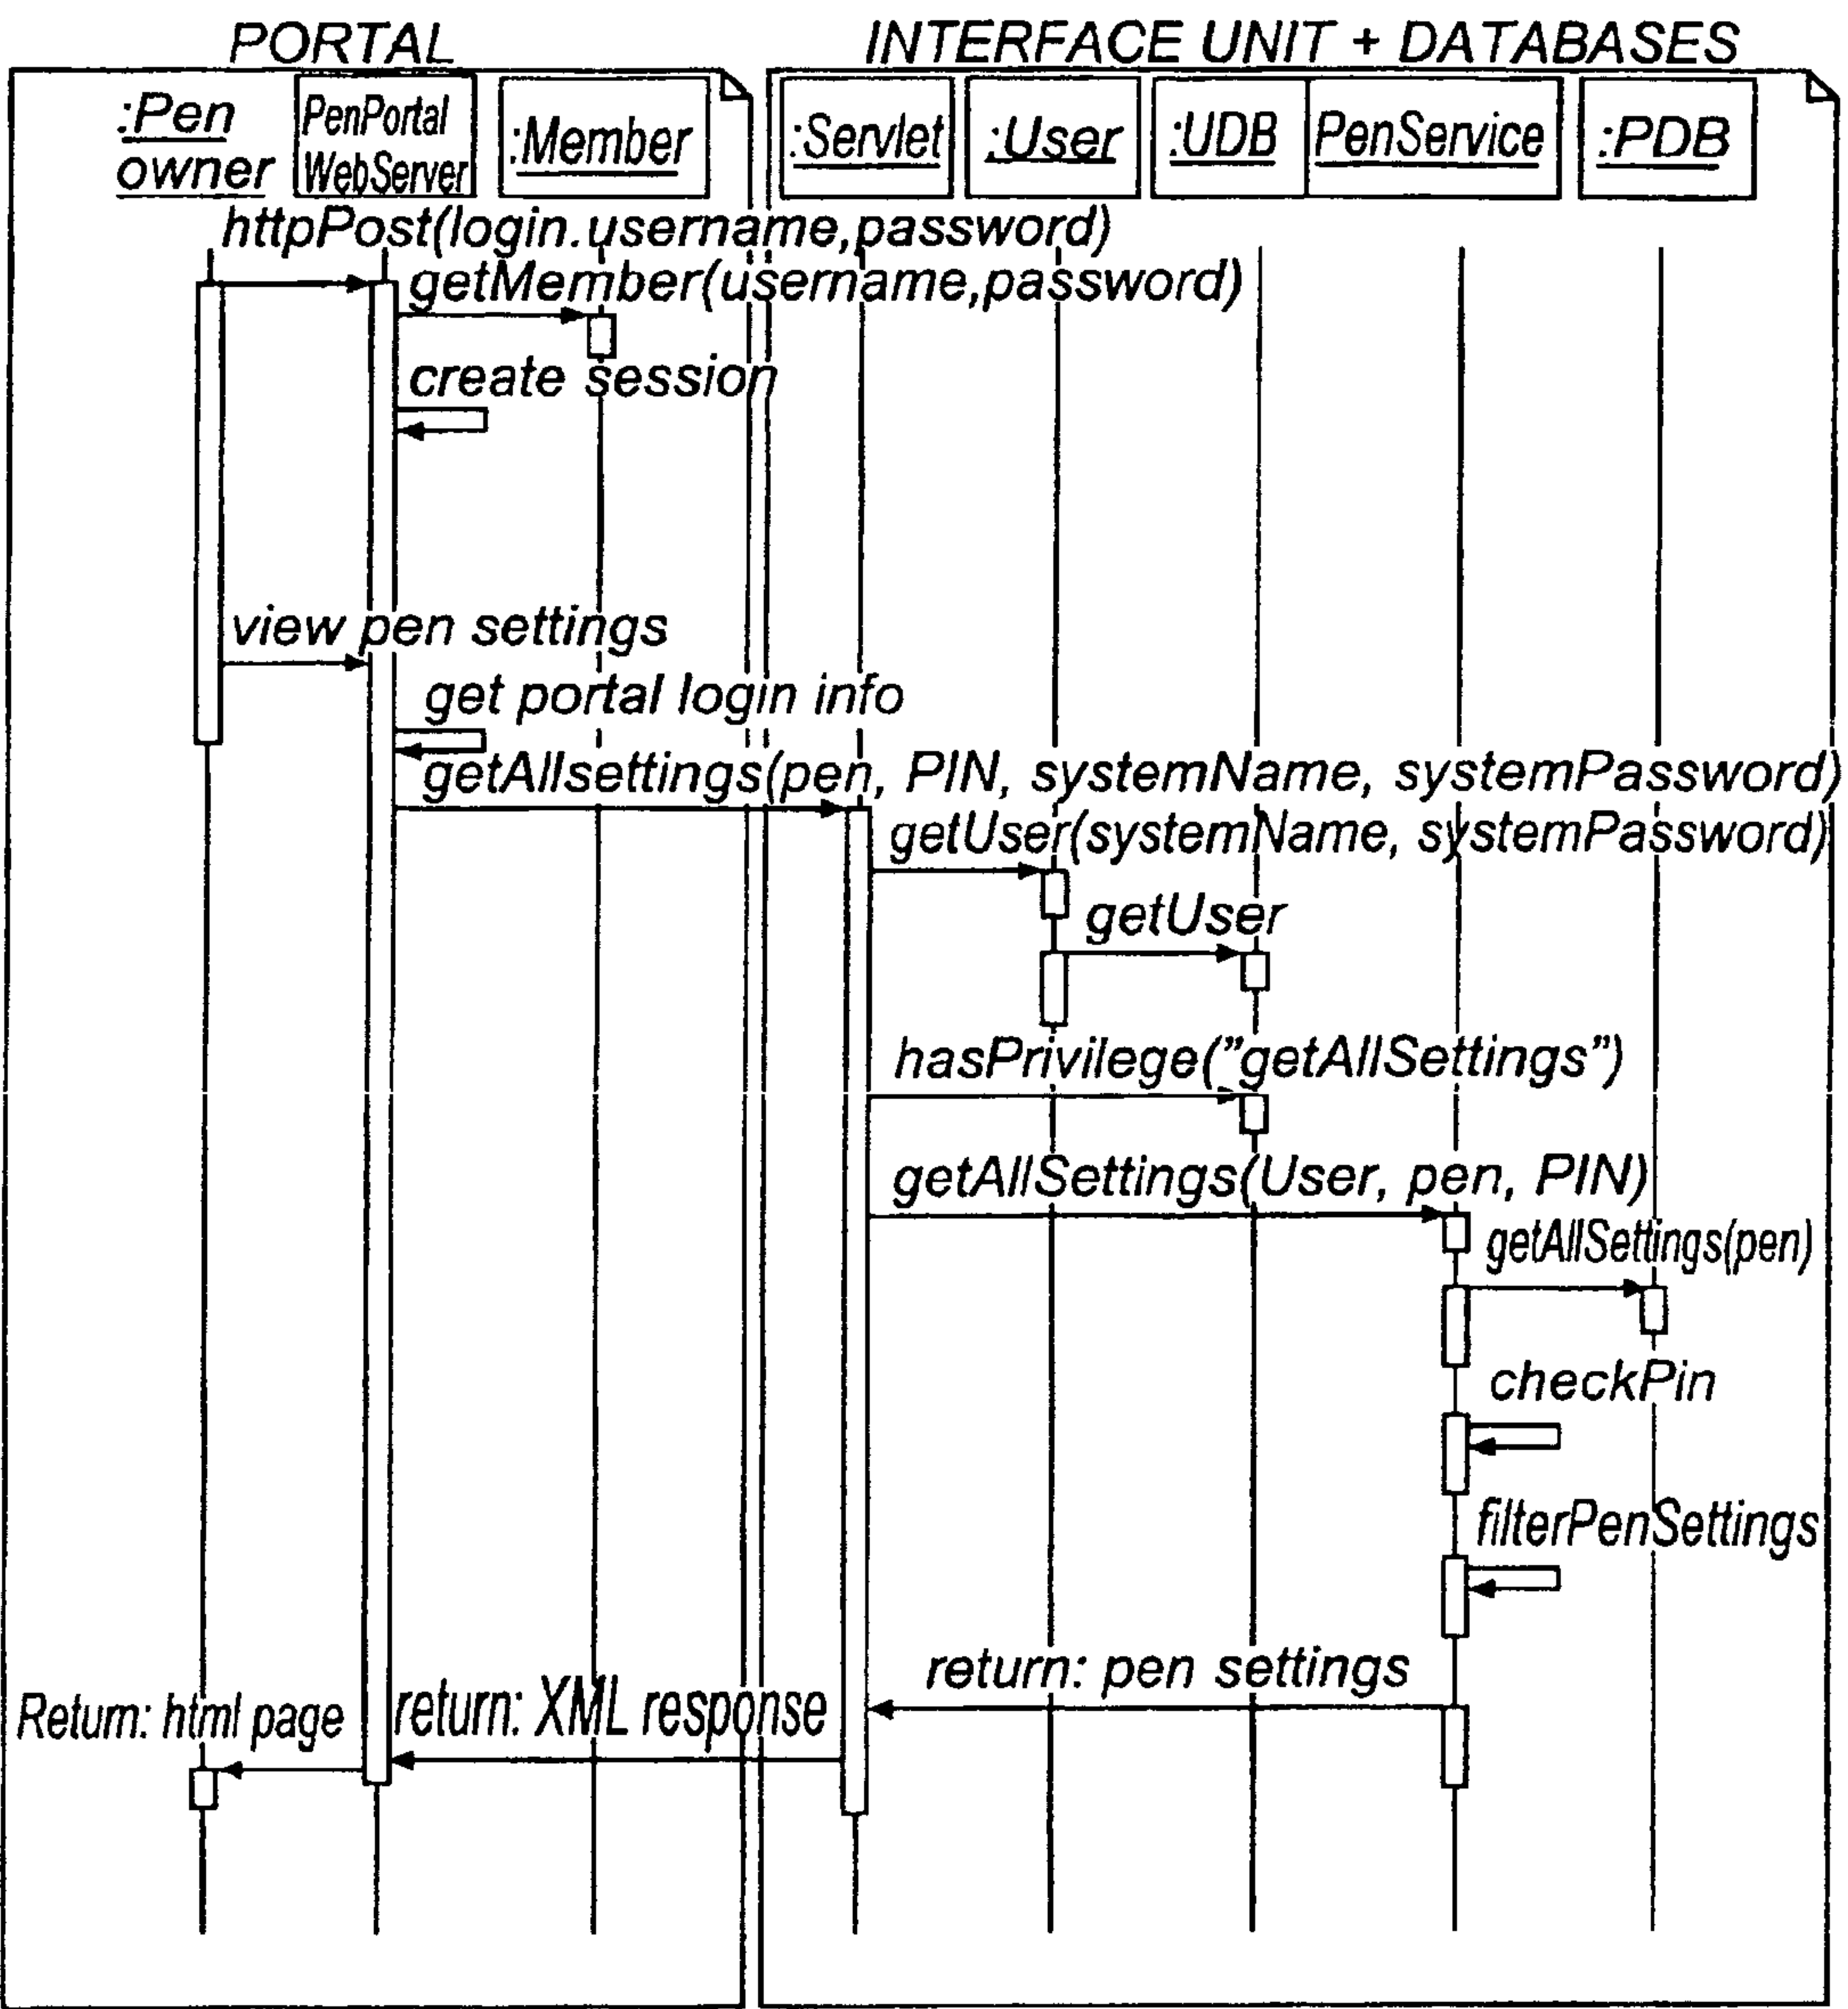 PORTAL
INTERFACE UNIT + DATABASES
:Pen
owner
PenPortal
WebServer
:Member
:Servlet
:User
:UDB
PenService
:PDB
httpPost(login.username,password)
getMember(username,password)
create session
view pen settings
get portal login info
getAllsettings(pen, PIN, systemName, systemPassword)
getUser(systemName, systemPassword)
getUser
hasPrivilege("getAllSettings")
getAllSettings(User, pen, PIN)
getAllSettings(pen)
checkPin
filterPenSettings
return: pen settings
return: XML response
Return: html page